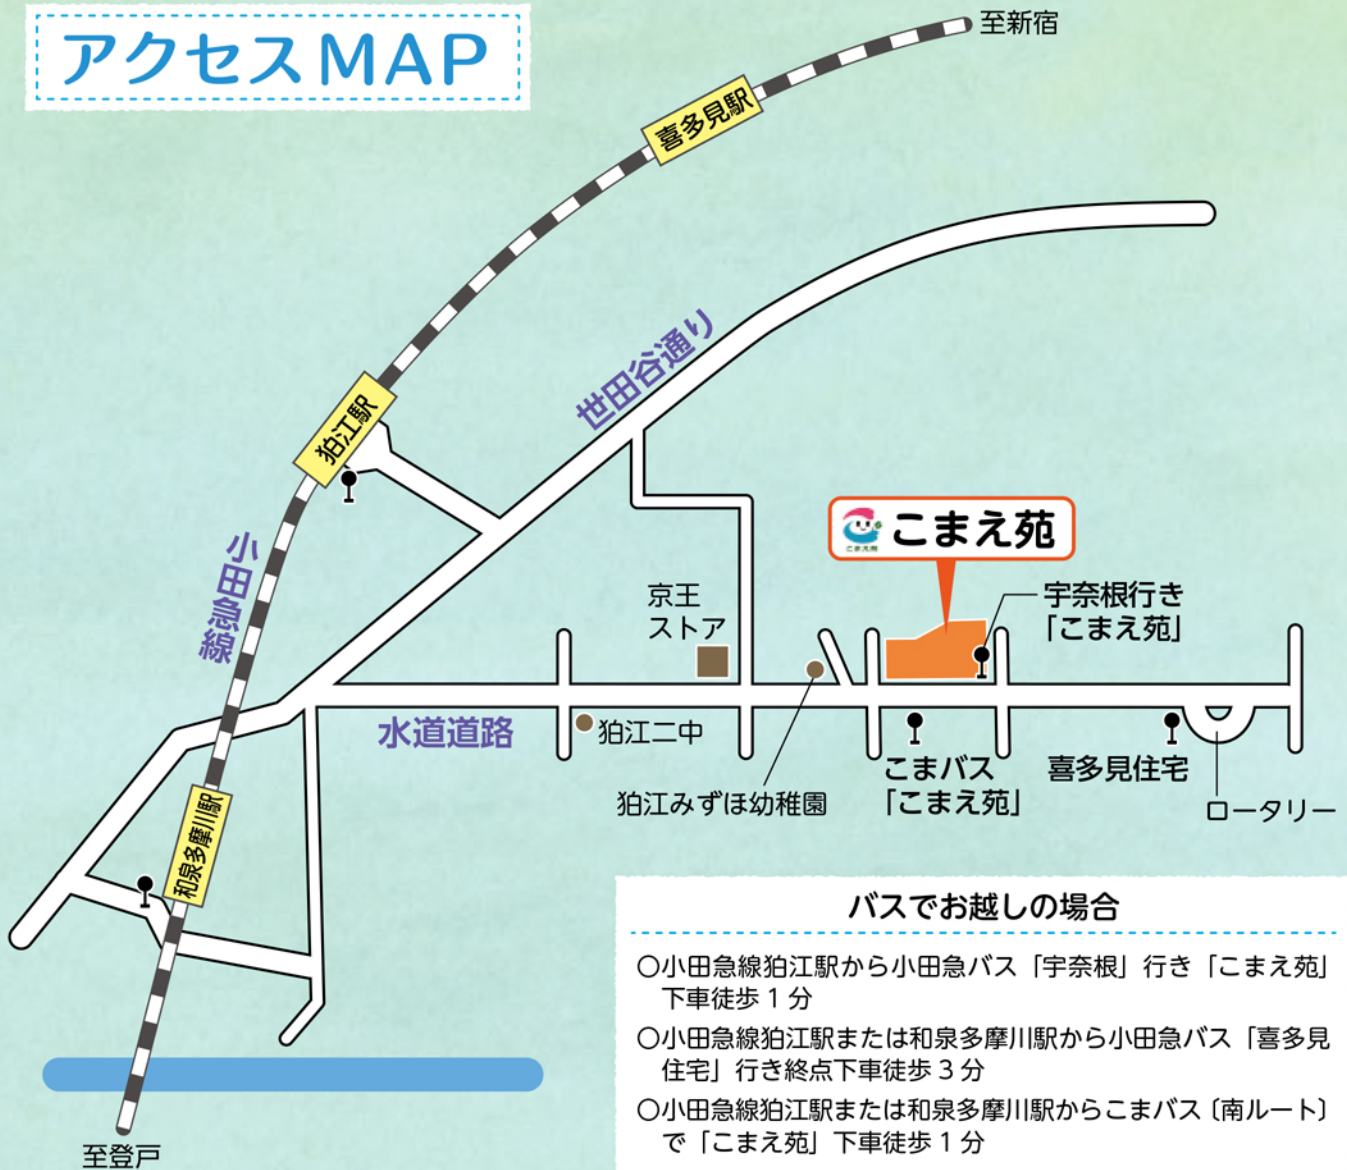 アクセスMAP
至新宿
喜多見駅
世田谷通り
狛江駅
小田急線
こまえ苑
こまえ苑
京王
ストア
宇奈根行き
「こまえ苑」
水道道路
狛江二中
こまバス
「こまえ苑」
喜多見住宅
狛江みずほ幼稚園
ロータリー
和泉多摩川駅
至登戸
バスでお越しの場合
〇小田急線狛江駅から小田急バス「宇奈根」行き「こまえ苑」
下車徒歩1分
〇小田急線狛江駅または和泉多摩川駅から小田急バス「喜多見
住宅」行き終点下車徒歩3分
〇小田急線狛江駅または和泉多摩川駅からこまバス〔南ルート〕
で「こまえ苑」下車徒歩1分